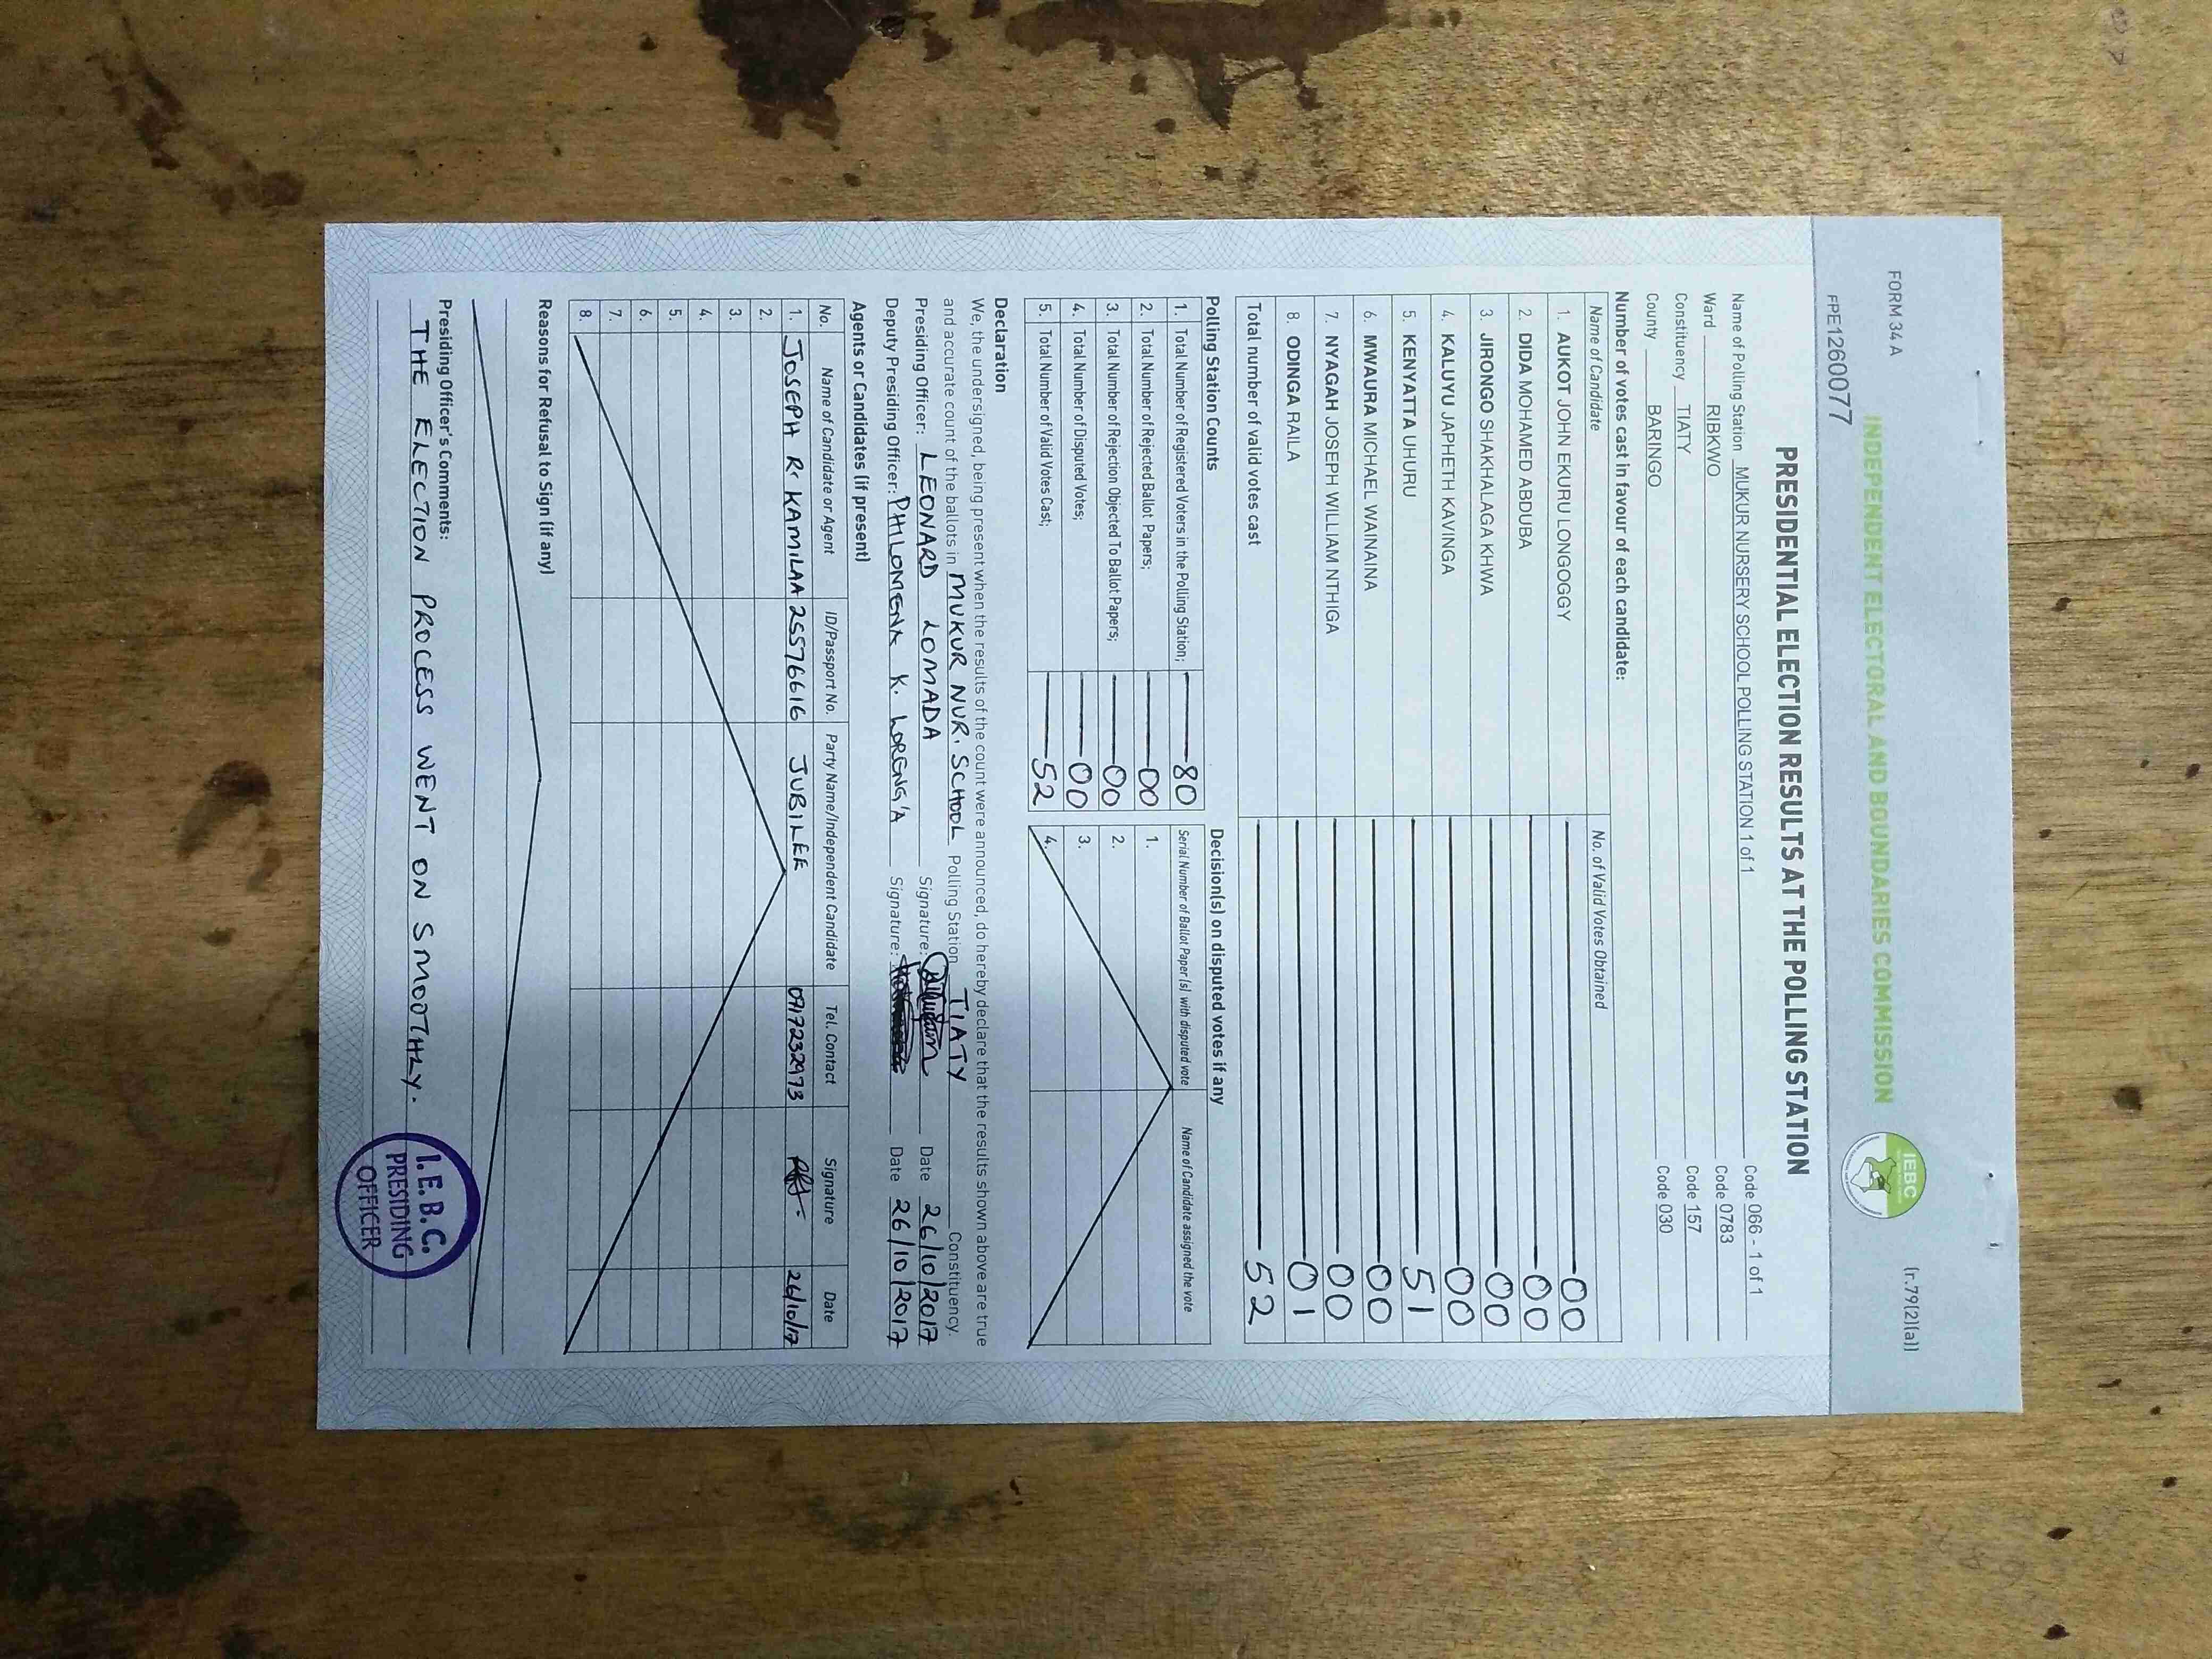 FORM 34 A
(r.79(2)(a))
INDEPENDENT ELECTORAL AND BOUNDARIES COMMISSION
IEBC
FPE1260077
PRESIDENTIAL ELECTION RESULTS AT THE POLLING STATION
Name of Polling Station MUKUR NURSERY SCHOOL POLLING STATION 1 of 1 Code 066 - 1 of 1
Ward RIBKWO Code 0783
Constituency TIATY Code 157
County BARINGO Code 030
Number of votes cast in favour of each candidate:
Name of Candidate No. of Valid Votes Obtained
1. AUKOT JOHN EKURU LONGOGGY 00
2. DIDA MOHAMED ABDUBA 00
3. JIRONGO SHAKHALAGA KHWA 00
4. KALUYU JAPHETH KAVINGA 00
5. KENYATTA UHURU 51
6. MWAURA MICHAEL WAINAINA 00
7. NYAGAH JOSEPH WILLIAM NTHIGA 00
8. ODINGA RAILA 01
Total number of valid votes cast 52
Polling Station Counts
1. Total Number of Registered Voters in the Polling Station; 80
2. Total Number of Rejected Ballot Papers; 00
3. Total Number of Rejection Objected To Ballot Papers; 00
4. Total Number of Disputed Votes; 00
5. Total Number of Valid Votes Cast; 52
Decision(s) on disputed votes if any
Serial Number of Ballot Paper(s) with disputed vote Name of Candidate assigned the vote
1.
2.
3.
4.
Declaration
We, the undersigned, being present when the results of the count were announced, do hereby declare that the results shown above are true
and accurate count of the ballots in MUKUR NUR. SCHOOL Polling Station TIATY Constituency.
Presiding Officer: LEONARD LOMADA Signature: Date 26/10/2017
Deputy Presiding Officer: PHILOMENA K. LORENG'A Signature: Date 26/10/2017
Agents or Candidates (if present)
No. Name of Candidate or Agent ID/Passport No. Party Name/Independent Candidate Tel. Contact Signature Date
1. JOSEPH R. KAMILAA 25576616 JUBILEE 0717232973 26/10/17
2.
3.
4.
5.
6.
7.
8.
Reasons for Refusal to Sign (if any)
Presiding Officer's Comments:
THE ELECTION PROCESS WENT ON SMOOTHLY.
I.E.B.C.
PRESIDING
OFFICER